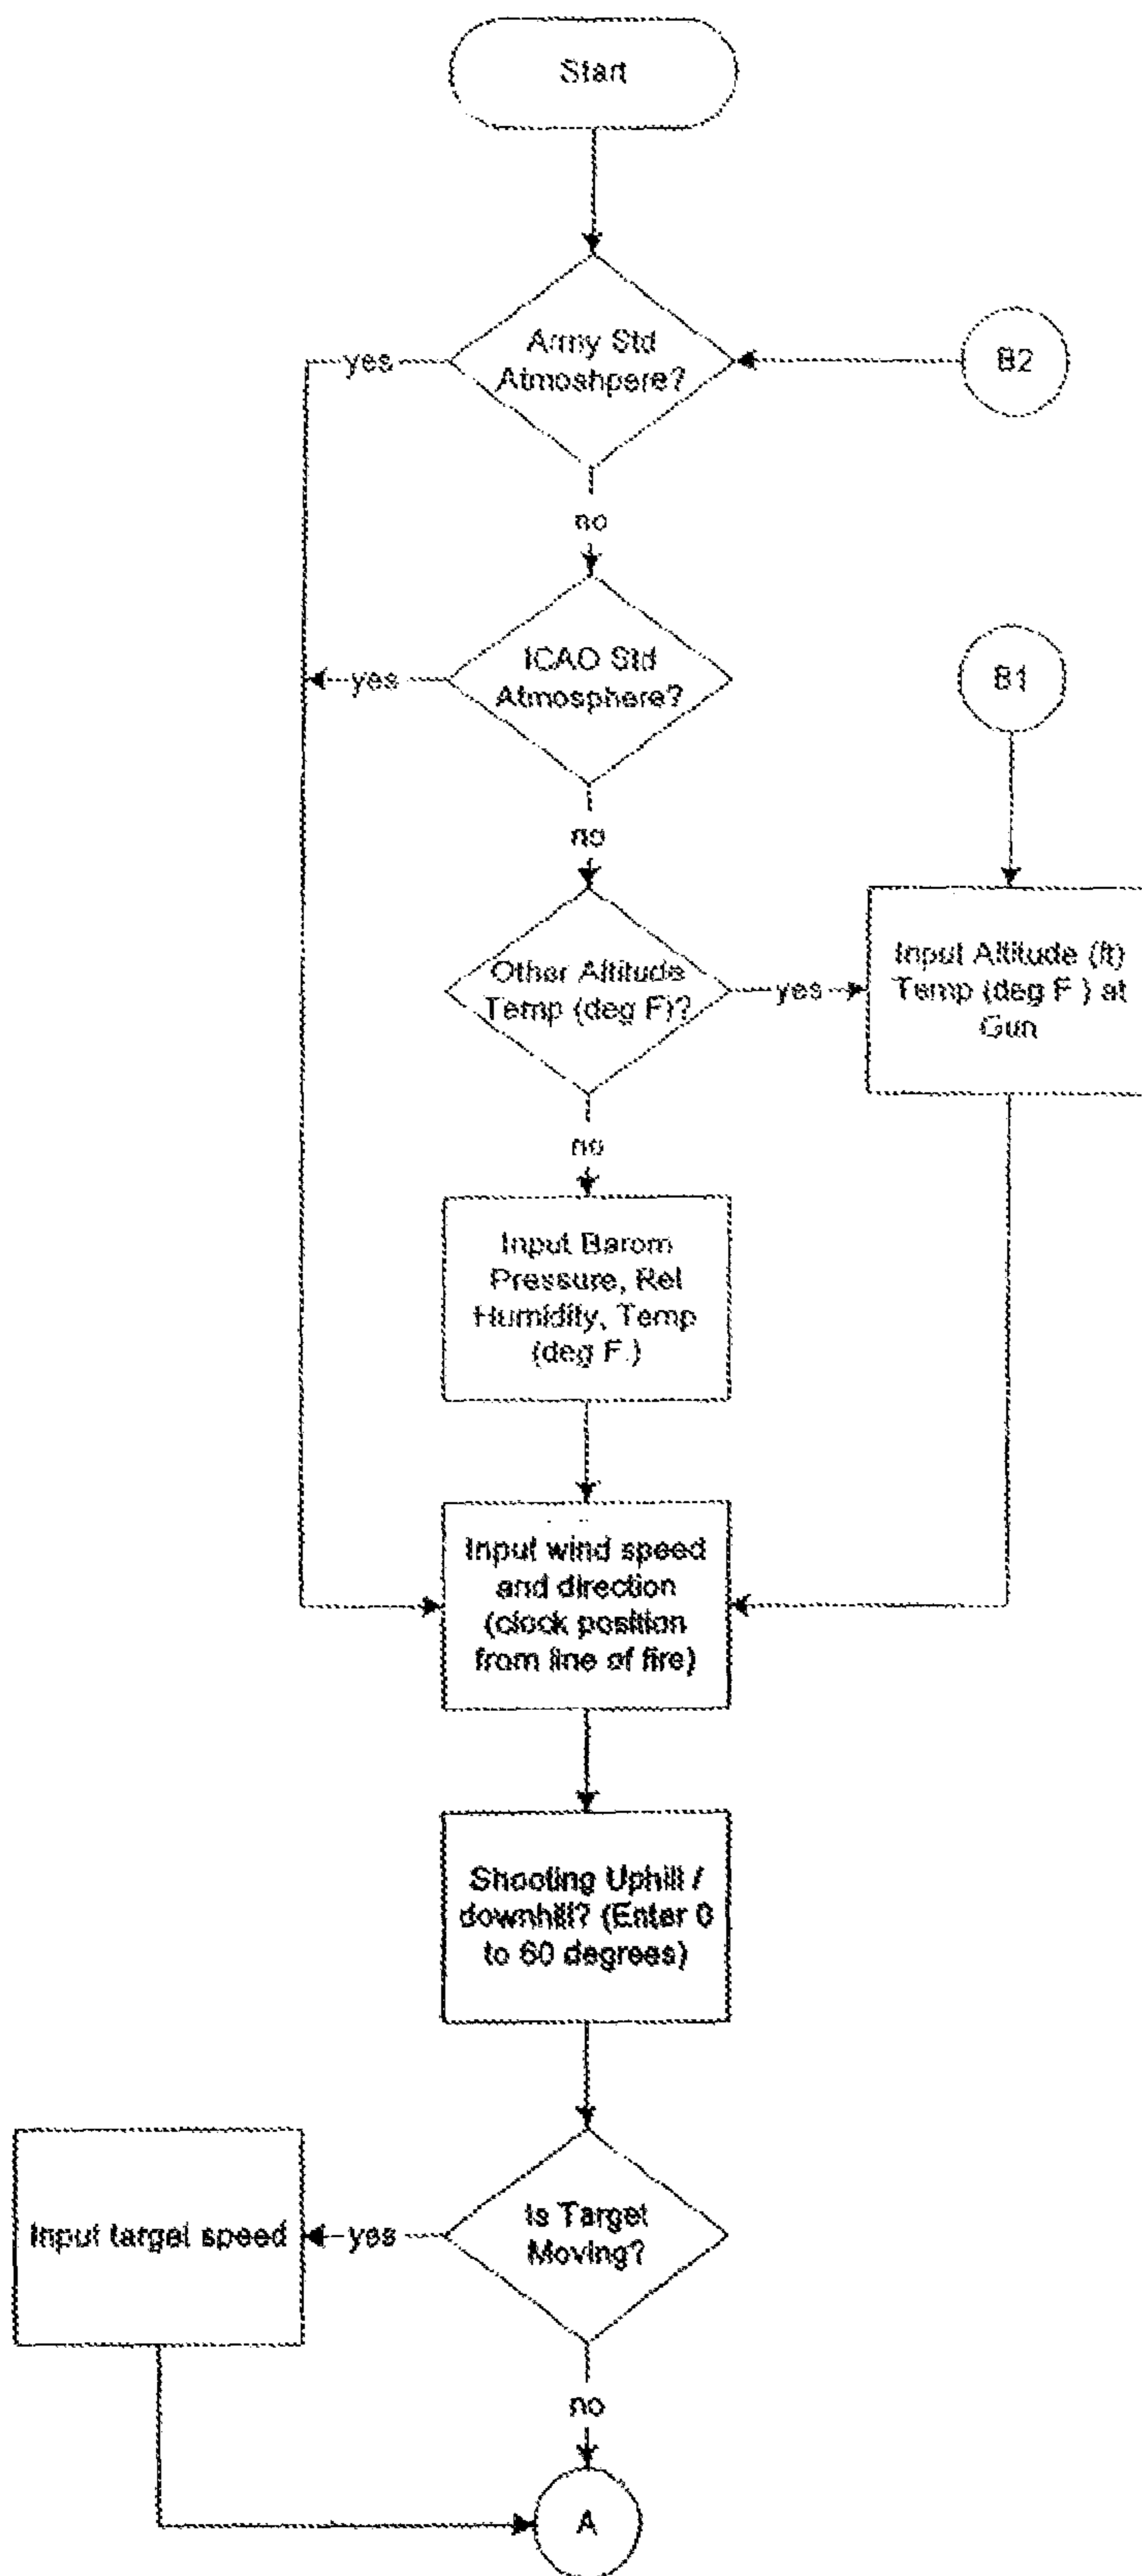 Start
Army Std
Atmoshpere?
B2
yes
no
ICAO Std
Atmosphere?
yes
B1
no
Other Altitude
Temp (deg F)?
yes
Input Altitude (ft)
Temp (deg F ) at
Gun
no
Input Barom
Pressure, Rel
Humidity, Temp
(deg F.)
Input wind speed
and direction
(clock position
from line of fire)
Shooting Uphill /
downhill? (Enter 0
to 60 degrees)
Is Target
Moving?
yes
Input target speed
no
A